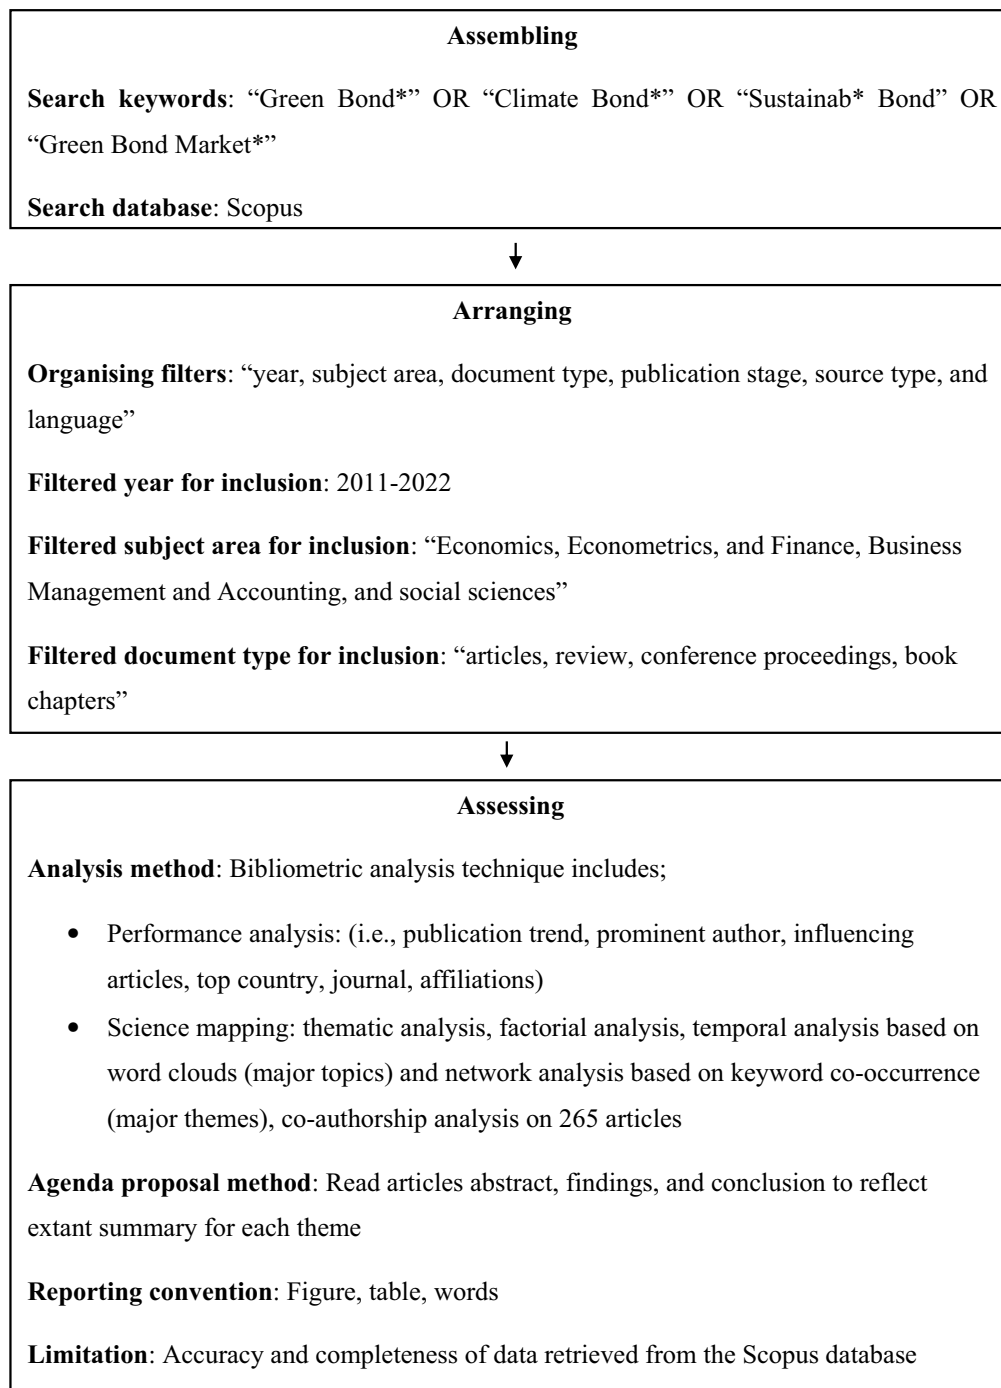 Assembling
Search keywords: “Green Bond*” OR “Climate Bond*” OR “Sustainab* Bond” OR
“Green Bond Market*”
Search database: Scopus
Arranging
Organising filters: “year, subject area, document type, publication stage, source type, and
language”
Filtered year for inclusion: 2011-2022
Filtered subject area for inclusion: “Economics, Econometrics, and Finance, Business
Management and Accounting, and social sciences”
Filtered document type for inclusion: “articles, review, conference proceedings, book
chapters”
Assessing
Analysis method: Bibliometric analysis technique includes;
• Performance analysis: (i.e., publication trend, prominent author, influencing
articles, top country, journal, affiliations)
• Science mapping: thematic analysis, factorial analysis, temporal analysis based on
word clouds (major topics) and network analysis based on keyword co-occurrence
(major themes), co-authorship analysis on 265 articles
Agenda proposal method: Read articles abstract, findings, and conclusion to reflect
extant summary for each theme
Reporting convention: Figure, table, words
Limitation: Accuracy and completeness of data retrieved from the Scopus database